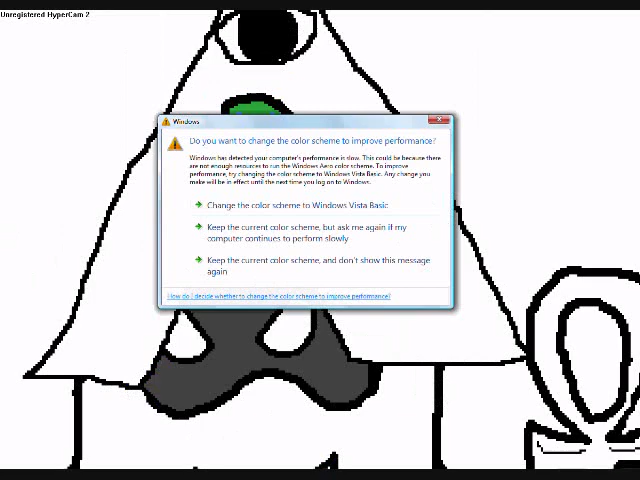 Unregistered HyperCam 2
Windows
Do you want to change the color scheme to improve performance?
Windows has detected your computer's performance is slow. This could be because there
are not enough resources to run the Windows Aero color scheme. To improve
performance, try changing the color scheme to Windows Vista Basic. Any change you
make will be in effect until the next time you log on to Windows.
Change the color scheme to Windows Vista Basic
Keep the current color scheme, but ask me again if my
computer continues to perform slowly
Keep the current color scheme, and don't show this message
again
How do I decide whether to change the color scheme to improve performance?